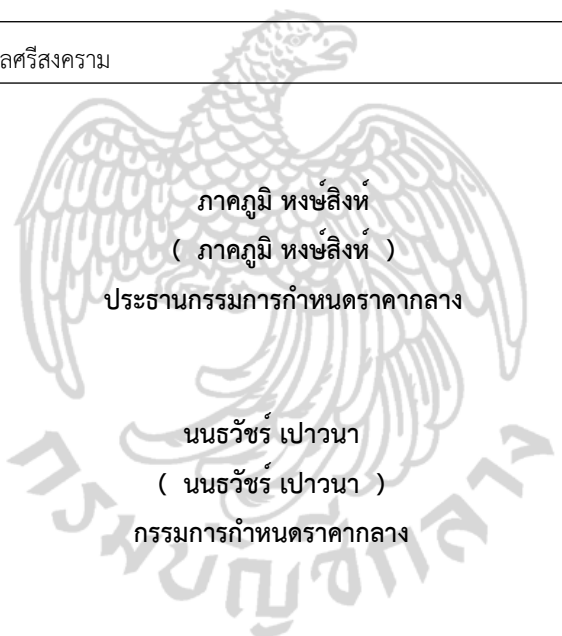 ลศรีสงคราม
ภาคภูมิ หงษ์สิงห์
( ภาคภูมิ หงษ์สิงห์ )
ประธานกรรมการกำหนดราคากลาง
นนธวัชร์ เปาวนา
( นนธวัชร์ เปาวนา )
กรรมการกำหนดราคากลาง
กรมบัญชีกลาง